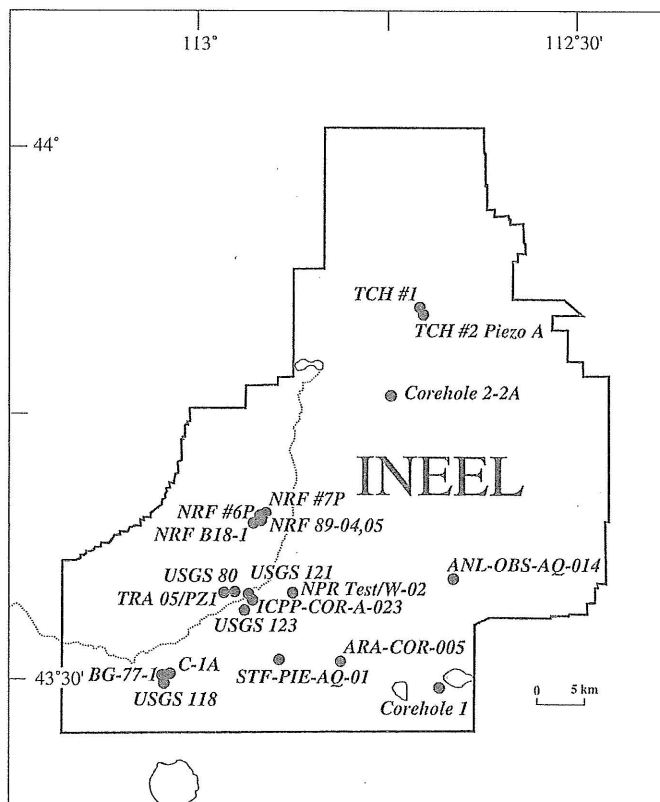 113°
112°30'
44°
TCH #1
TCH #2 Piezo A
Corehole 2-2A
INEEL
NRF #7P
NRF #6P
NRF 89-04,05
NRF B18-1
ANL-OBS-AQ-014
USGS 80
USGS 121
NPR Test/W-02
TRA 05/PZ1
ICPP-COR-A-023
USGS 123
ARA-COR-005
C-1A
BG-77-1
STF-PIE-AQ-01
43°30'
USGS 118
Corehole 1
0 5 km